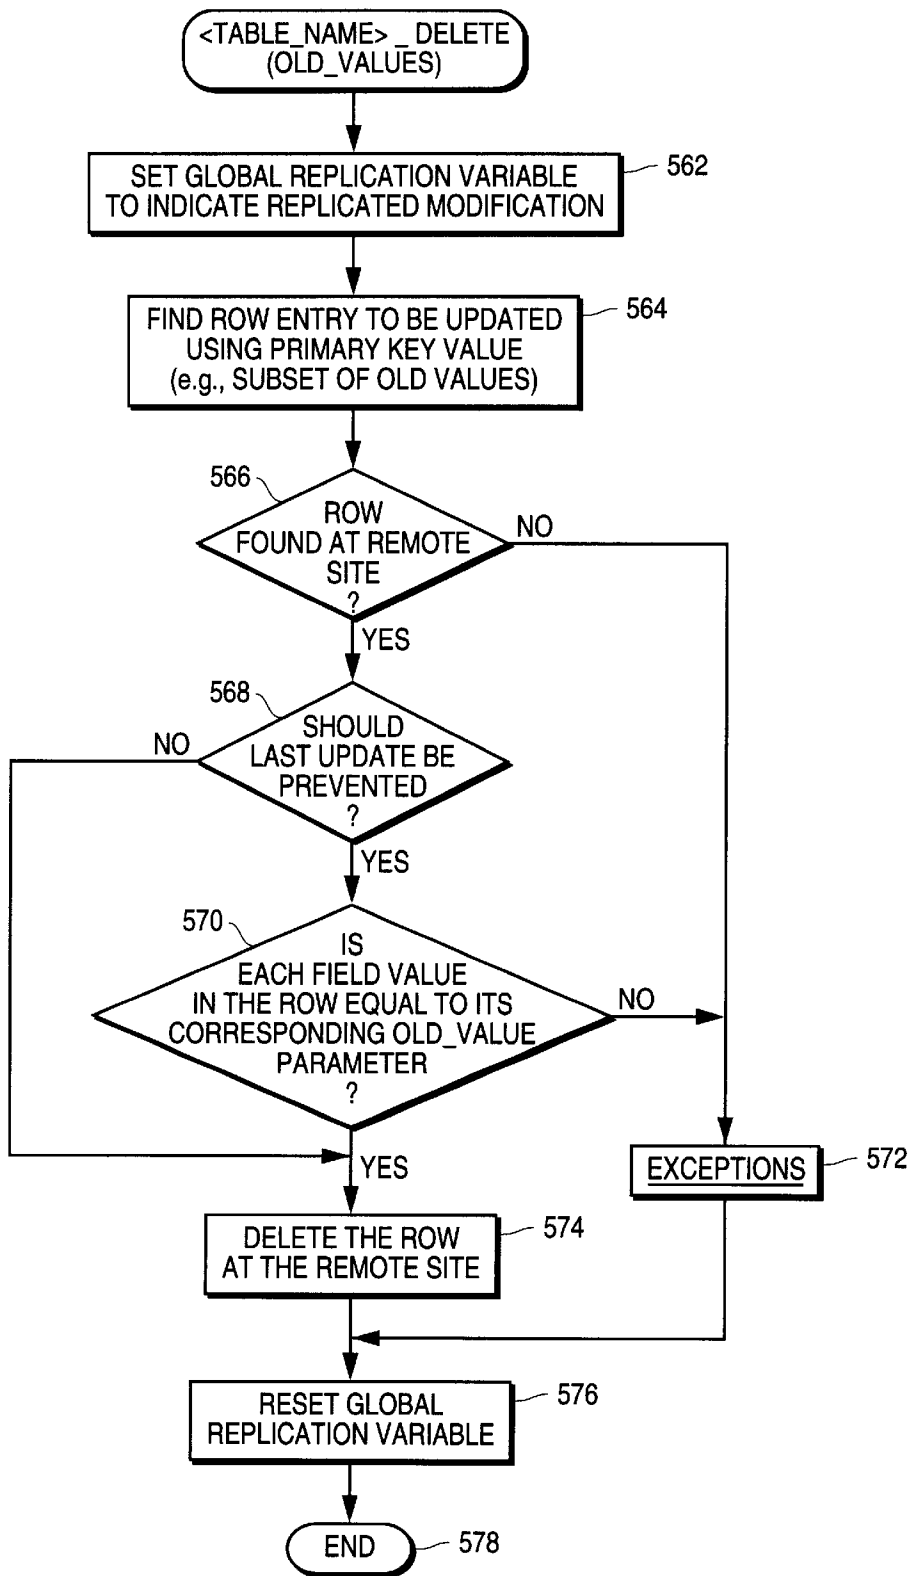 <TABLE_NAME>_DELETE
(OLD_VALUES)
SET GLOBAL REPLICATION VARIABLE
TO INDICATE REPLICATED MODIFICATION
562
FIND ROW ENTRY TO BE UPDATED
USING PRIMARY KEY VALUE
(e.g., SUBSET OF OLD VALUES)
564
566
ROW
FOUND AT REMOTE
SITE
?
NO
YES
568
SHOULD
LAST UPDATE BE
PREVENTED
?
NO
YES
570
IS
EACH FIELD VALUE
IN THE ROW EQUAL TO ITS
CORRESPONDING OLD_VALUE
PARAMETER
?
NO
YES
EXCEPTIONS
572
DELETE THE ROW
AT THE REMOTE SITE
574
RESET GLOBAL
REPLICATION VARIABLE
576
END
578